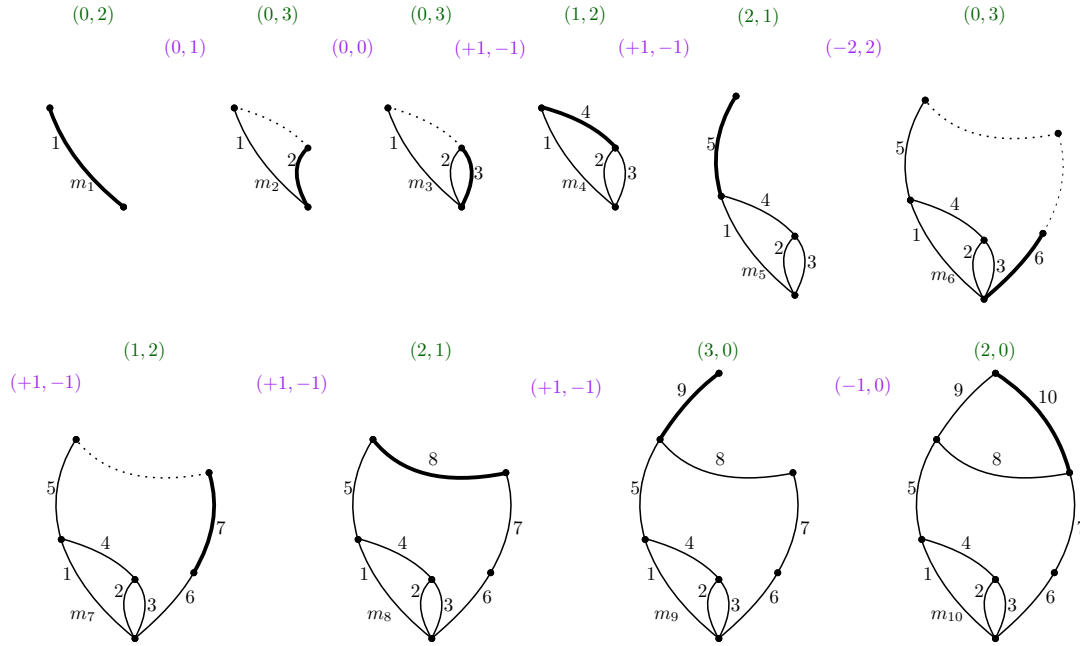 (0, 2) (0, 3) (0, 3) (1, 2) (2, 1) (0, 3)
(0, 1) (0, 0) (+1, −1) (+1, −1) (−2, 2)
1 m₁
1 2 m₂
1 2 3 m₃
4 1 2 3 m₄
5 4 1 2 3 m₅
5 4 1 2 3 6 m₆
(1, 2) (2, 1) (3, 0) (2, 0)
(+1, −1) (+1, −1) (+1, −1) (−1, 0)
5 7 4 1 2 3 6 m₇
8 5 7 4 1 2 3 6 m₈
9 8 5 7 4 1 2 3 6 m₉
9 10 8 5 7 4 1 2 3 6 m₁₀